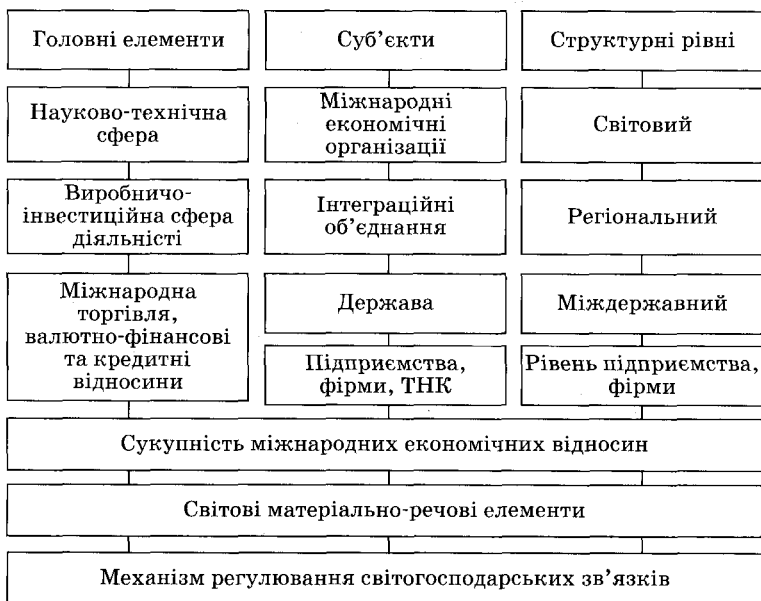 Головні елементи
Науково-технічна
сфера
Виробничо-
інвестиційна сфера
діяльністі
Міжнародна
торгівля,
валютно-фінансові
та кредитні
відносини
Суб’єкти
Міжнародні
економічні
організації
Інтеграційні
об’єднання
Держава
Підприємства,
фірми, ТНК
Структурні рівні
Світовий
Регіональний
Міждержавний
Рівень підприємства,
фірми
Сукупність міжнародних економічних відносин
Світові матеріально-речові елементи
Механізм регулювання світогосподарських зв’язків